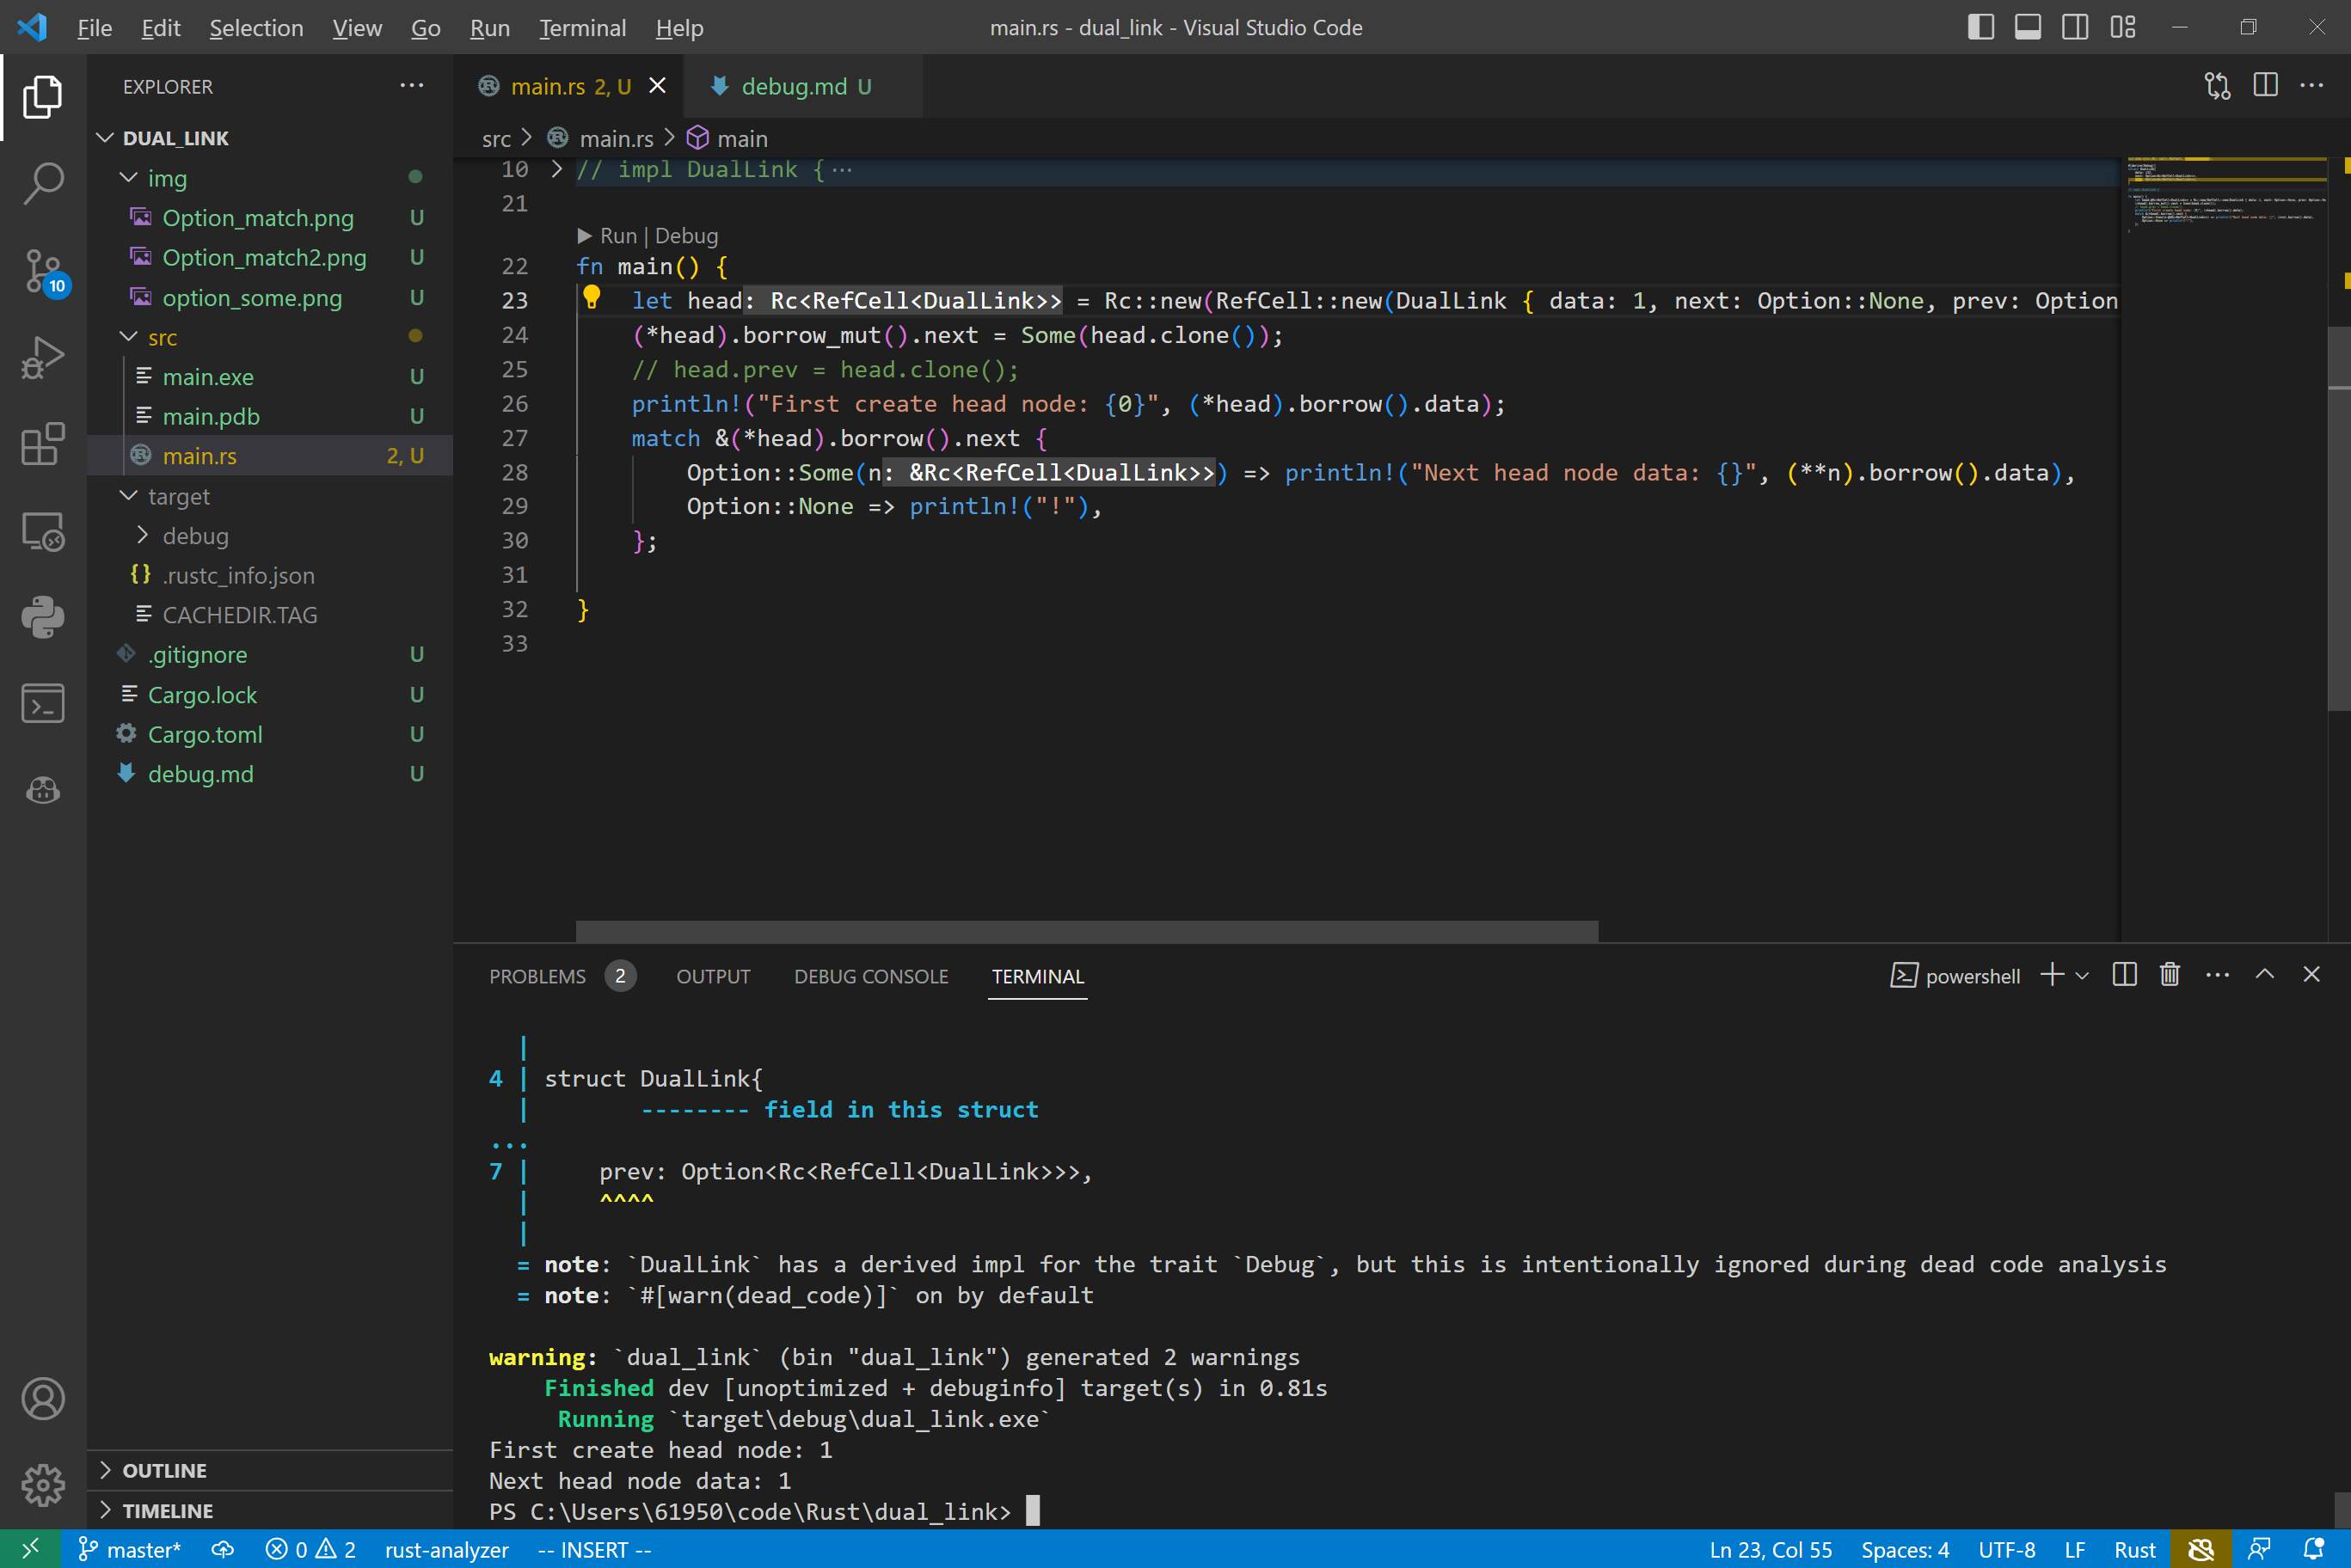 File Edit Selection View Go Run Terminal Help
main.rs - dual_link - Visual Studio Code
EXPLORER
DUAL_LINK
img
Option_match.png U
Option_match2.png U
option_some.png U
src
main.exe U
main.pdb U
main.rs 2, U
target
debug
{} .rustc_info.json
CACHEDIR.TAG
.gitignore U
Cargo.lock U
Cargo.toml U
debug.md U
OUTLINE
TIMELINE
10
main.rs 2, U
debug.md U
src > main.rs > main
10 // impl DualLink {···
21
Run | Debug
22 fn main() {
23 let head: Rc<RefCell<DualLink>> = Rc::new(RefCell::new(DualLink { data: 1, next: Option::None, prev: Option
24 (*head).borrow_mut().next = Some(head.clone());
25 // head.prev = head.clone();
26 println!("First create head node: {0}", (*head).borrow().data);
27 match &(*head).borrow().next {
28 Option::Some(n: &Rc<RefCell<DualLink>>) => println!("Next head node data: {}", (**n).borrow().data),
29 Option::None => println!("!"),
30 };
31
32 }
33
PROBLEMS 2 OUTPUT DEBUG CONSOLE TERMINAL
powershell
|
4 | struct DualLink{
| -------- field in this struct
...
7 | prev: Option<Rc<RefCell<DualLink>>>,
| ^^^^
|
= note: `DualLink` has a derived impl for the trait `Debug`, but this is intentionally ignored during dead code analysis
= note: `#[warn(dead_code)]` on by default
warning: `dual_link` (bin "dual_link") generated 2 warnings
Finished dev [unoptimized + debuginfo] target(s) in 0.81s
Running `target\debug\dual_link.exe`
First create head node: 1
Next head node data: 1
PS C:\Users\61950\code\Rust\dual_link>
master* 0 2 rust-analyzer -- INSERT --
Ln 23, Col 55 Spaces: 4 UTF-8 LF Rust